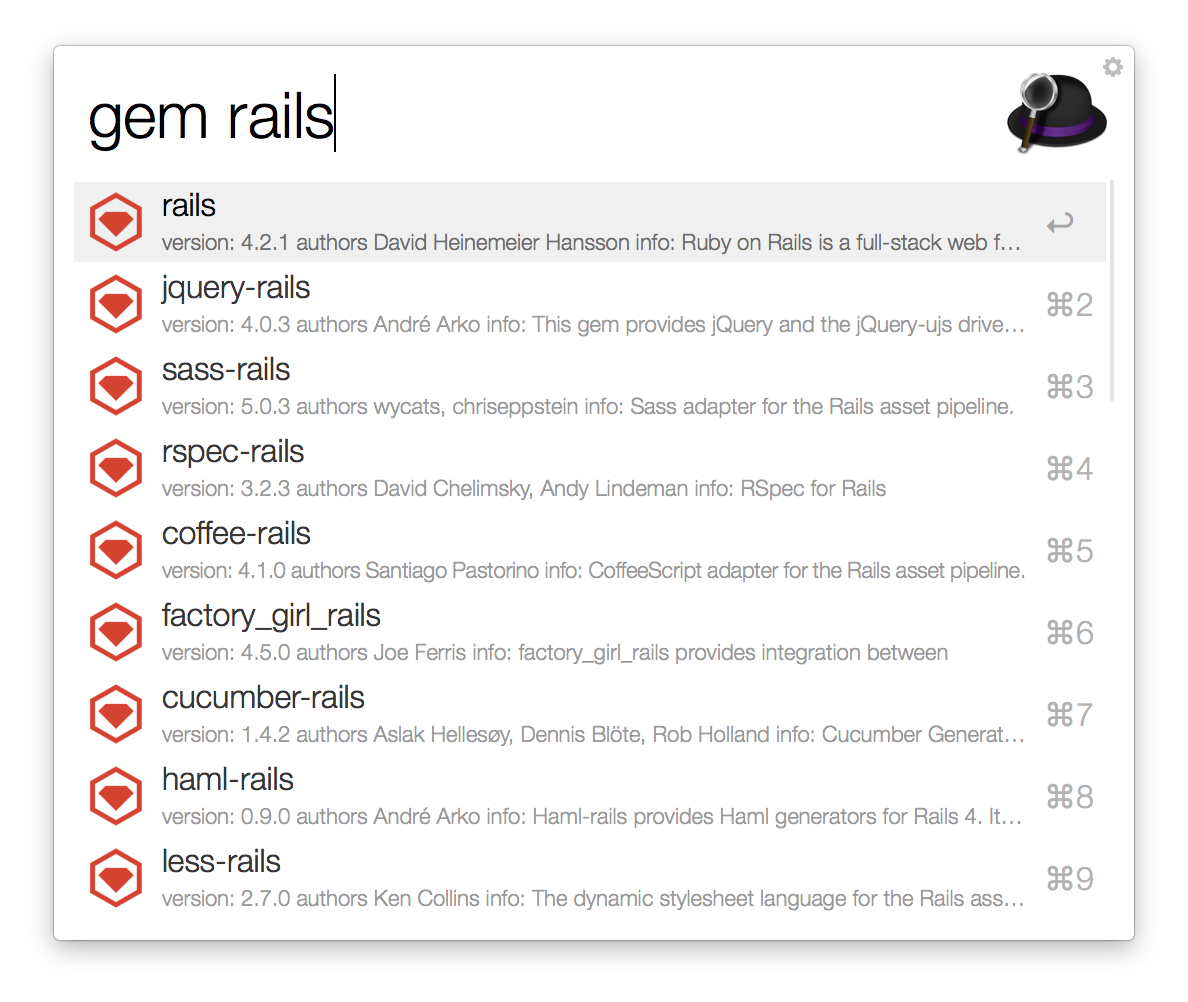 gem rails
rails
version: 4.2.1 authors David Heinemeier Hansson info: Ruby on Rails is a full-stack web f…
jquery-rails
version: 4.0.3 authors André Arko info: This gem provides jQuery and the jQuery-ujs drive…
⌘2
sass-rails
version: 5.0.3 authors wycats, chriseppstein info: Sass adapter for the Rails asset pipeline.
⌘3
rspec-rails
version: 3.2.3 authors David Chelimsky, Andy Lindeman info: RSpec for Rails
⌘4
coffee-rails
version: 4.1.0 authors Santiago Pastorino info: CoffeeScript adapter for the Rails asset pipeline.
⌘5
factory_girl_rails
version: 4.5.0 authors Joe Ferris info: factory_girl_rails provides integration between
⌘6
cucumber-rails
version: 1.4.2 authors Aslak Hellesøy, Dennis Blöte, Rob Holland info: Cucumber Generat…
⌘7
haml-rails
version: 0.9.0 authors André Arko info: Haml-rails provides Haml generators for Rails 4. It…
⌘8
less-rails
version: 2.7.0 authors Ken Collins info: The dynamic stylesheet language for the Rails ass…
⌘9